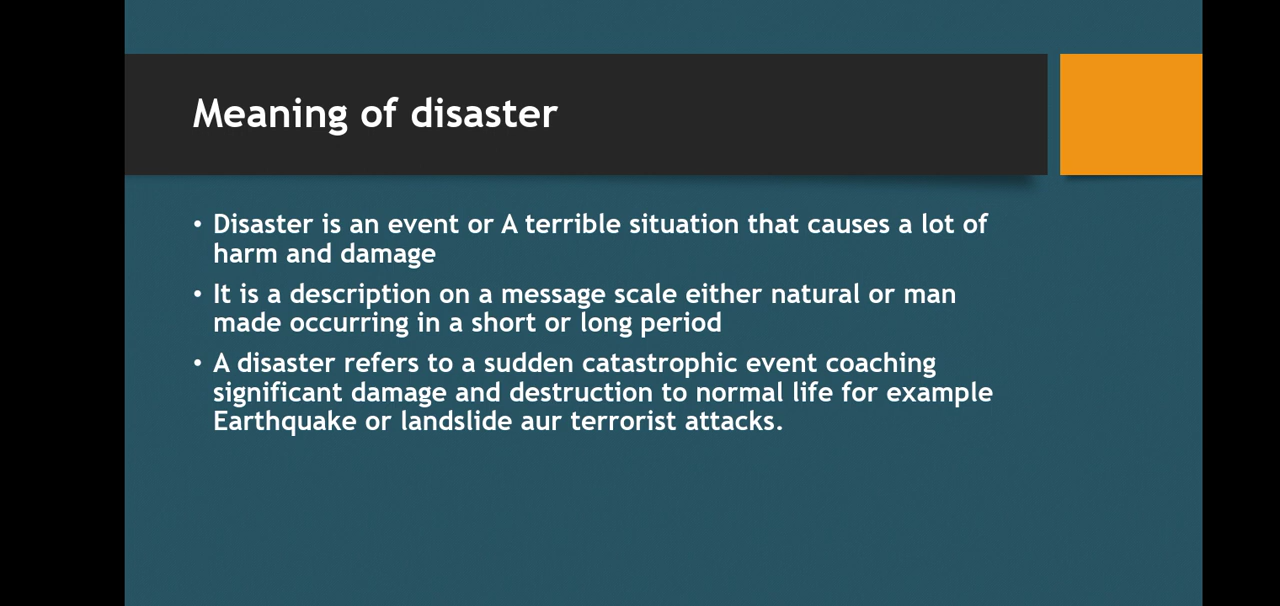 Meaning of disaster
• Disaster is an event or A terrible situation that causes a lot of
harm and damage
• It is a description on a message scale either natural or man
made occurring in a short or long period
• A disaster refers to a sudden catastrophic event coaching
significant damage and destruction to normal life for example
Earthquake or landslide aur terrorist attacks.